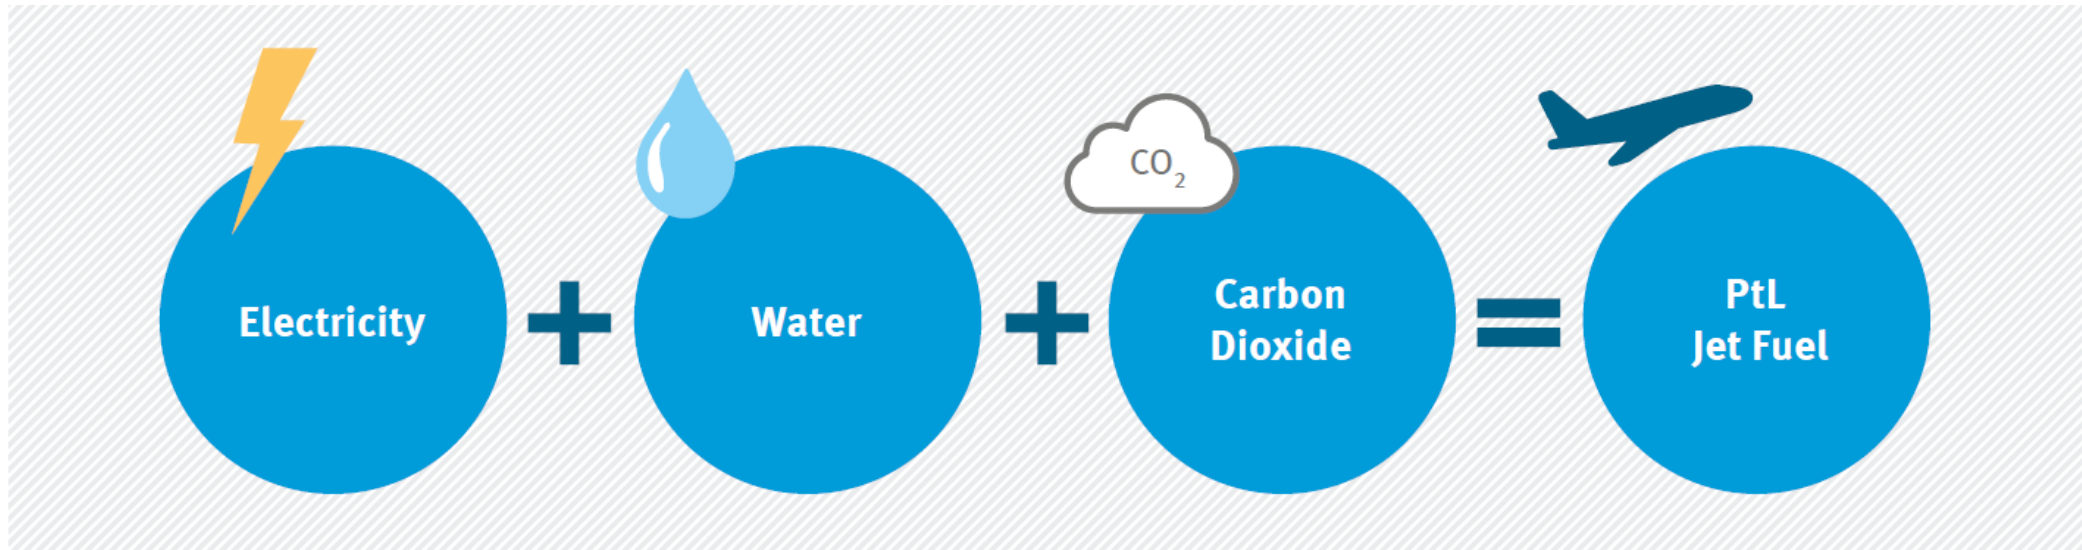 CO₂
Electricity
Water
Carbon
Dioxide
PtL
Jet Fuel